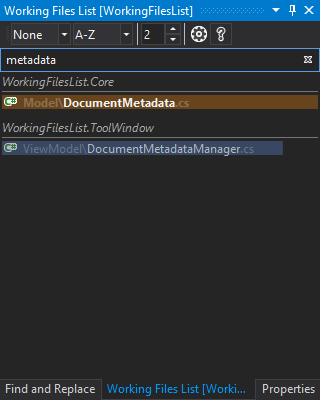 Working Files List [WorkingFilesList]
None A-Z 2 ?
metadata
WorkingFilesList.Core
C# Model\DocumentMetadata.cs
WorkingFilesList.ToolWindow
C# ViewModel\DocumentMetadataManager.cs
Find and Replace Working Files List [Worki... Properties